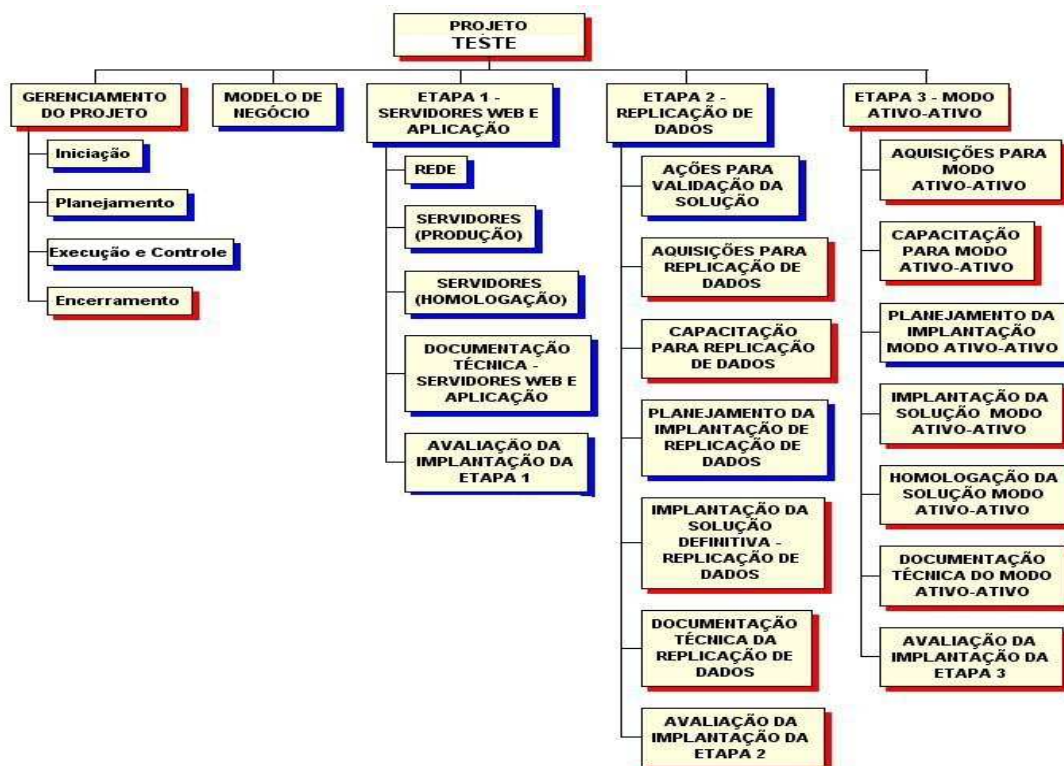 PROJETO
TESTE
GERENCIAMENTO
DO PROJETO
Iniciação
Planejamento
Execução e Controle
Encerramento
MODELO DE
NEGÓCIO
ETAPA 1 -
SERVIDORES WEB E
APLICAÇÃO
REDE
SERVIDORES
(PRODUÇÃO)
SERVIDORES
(HOMOLOGAÇÃO)
DOCUMENTAÇÃO
TÉCNICA -
SERVIDORES WEB E
APLICAÇÃO
AVALIAÇÃO DA
IMPLANTAÇÃO DA
ETAPA 1
ETAPA 2 -
REPLICAÇÃO DE
DADOS
AÇÕES PARA
VALIDAÇÃO DA
SOLUÇÃO
AQUISIÇÕES PARA
REPLICAÇÃO DE
DADOS
CAPACITAÇÃO
PARA REPLICAÇÃO
DE DADOS
PLANEJAMENTO DA
IMPLANTAÇÃO DE
REPLICAÇÃO DE
DADOS
IMPLANTAÇÃO DA
SOLUÇÃO
DEFINITIVA -
REPLICAÇÃO DE
DADOS
DOCUMENTAÇÃO
TÉCNICA DA
REPLICAÇÃO DE
DADOS
AVALIAÇÃO DA
IMPLANTAÇÃO DA
ETAPA 2
ETAPA 3 - MODO
ATIVO-ATIVO
AQUISIÇÕES PARA
MODO
ATIVO-ATIVO
CAPACITAÇÃO
PARA MODO
ATIVO-ATIVO
PLANEJAMENTO DA
IMPLANTAÇÃO
MODO ATIVO-ATIVO
IMPLANTAÇÃO DA
SOLUÇÃO MODO
ATIVO-ATIVO
HOMOLOGAÇÃO DA
SOLUÇÃO MODO
ATIVO-ATIVO
DOCUMENTAÇÃO
TÉCNICA DO MODO
ATIVO-ATIVO
AVALIAÇÃO DA
IMPLANTAÇÃO DA
ETAPA 3